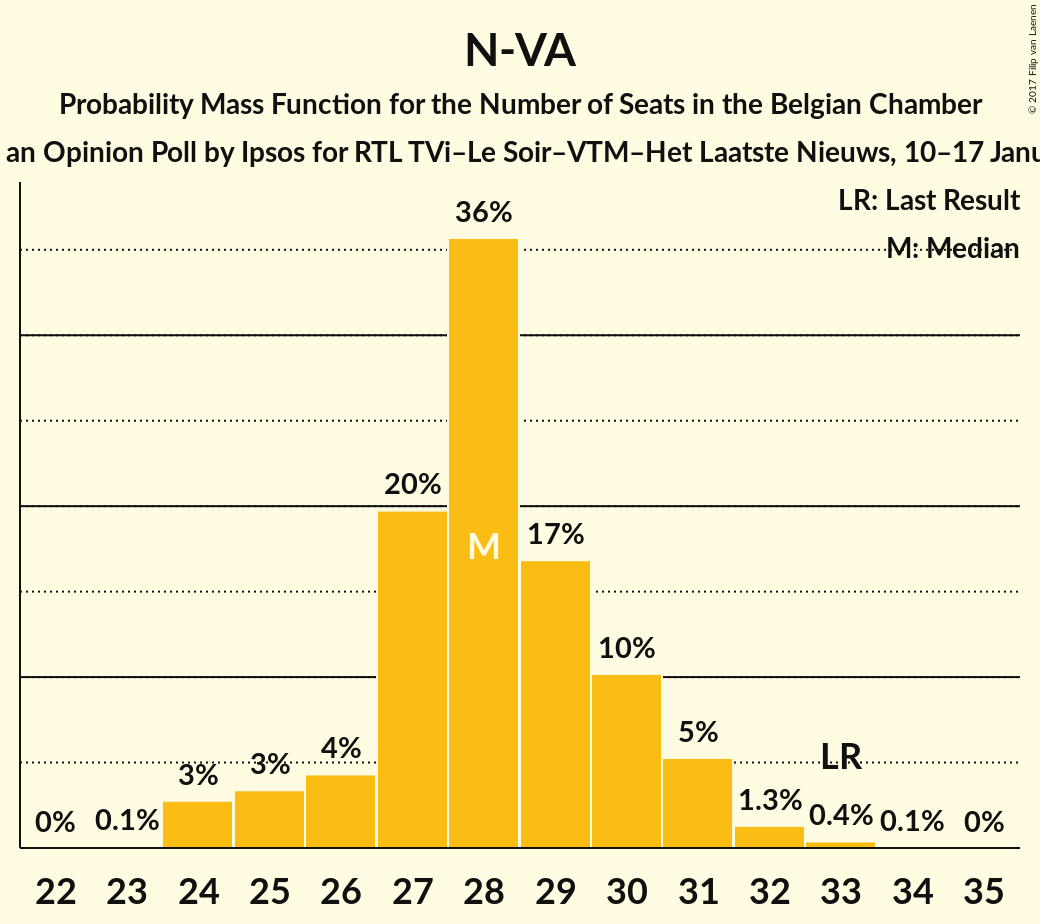 N-VA
Probability Mass Function for the Number of Seats in the Belgian Chamber
an Opinion Poll by Ipsos for RTL TVi–Le Soir–VTM–Het Laatste Nieuws, 10–17 Janu
© 2017 Filip van Laenen
LR: Last Result
M: Median
36%
20%
M
17%
10%
5%
LR
4%
3%
3%
1.3%
0.4%
0.1%
0%
0.1%
0%
22 23 24 25 26 27 28 29 30 31 32 33 34 35